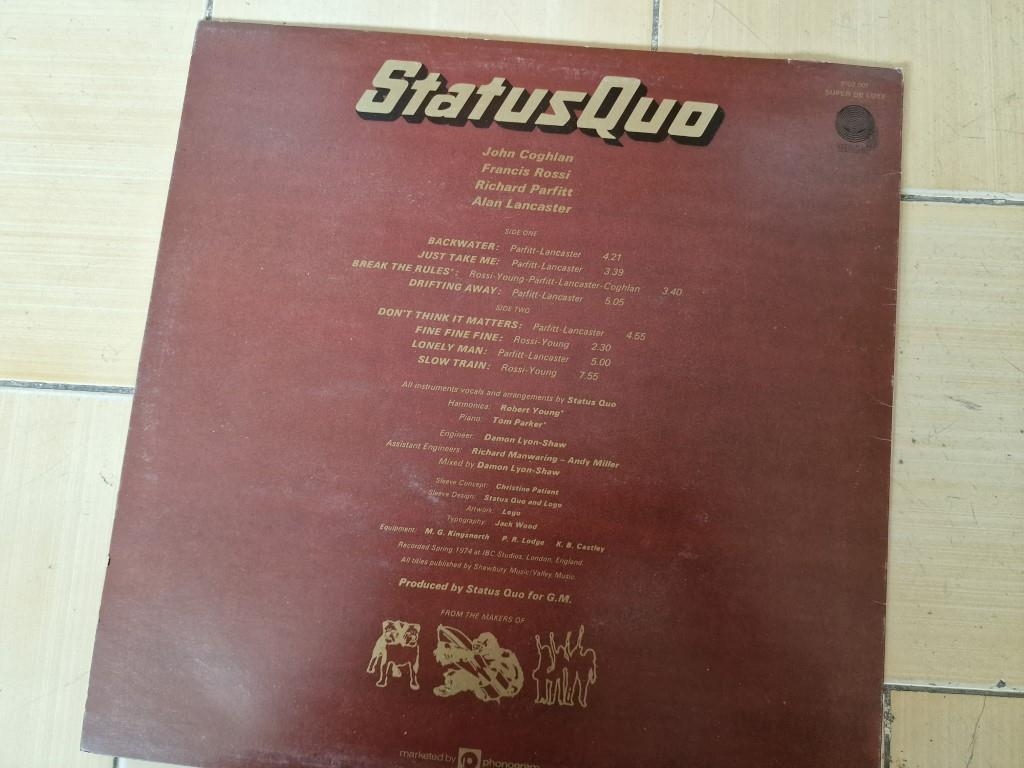 StatusQuo
SUPER DE LUXE
John Coghlan
Francis Rossi
Richard Parfitt
Alan Lancaster
SIDE ONE
BACKWATER: Parfitt-Lancaster 4.21
JUST TAKE ME: Parfitt-Lancaster 3.39
BREAK THE RULES*: Rossi-Young-Parfitt-Lancaster-Coghlan 3.40
DRIFTING AWAY: Parfitt-Lancaster 5.05
SIDE TWO
DON'T THINK IT MATTERS: Parfitt-Lancaster 4.55
FINE FINE FINE: Rossi-Young 2.30
LONELY MAN: Parfitt-Lancaster 5.00
SLOW TRAIN: Rossi-Young 7.55
All instruments vocals and arrangements by Status Quo
Harmonica: Robert Young*
Piano: Tom Parker*
Engineer: Damon Lyon-Shaw
Assistant Engineers: Richard Manwaring – Andy Miller
Mixed by Damon Lyon-Shaw
Sleeve Concept: Christine Patient
Sleeve Design: Status Quo and Logo
Artwork: Logo
Typography: Jack Wood
Equipment: M. G. Kingsnorth P. R. Lodge K. B. Castley
Recorded Spring 1974 at IBC Studios, London, England.
All titles published by Shawbury Music/Valley Music.
Produced by Status Quo for G.M.
FROM THE MAKERS OF
marketed by phonogram